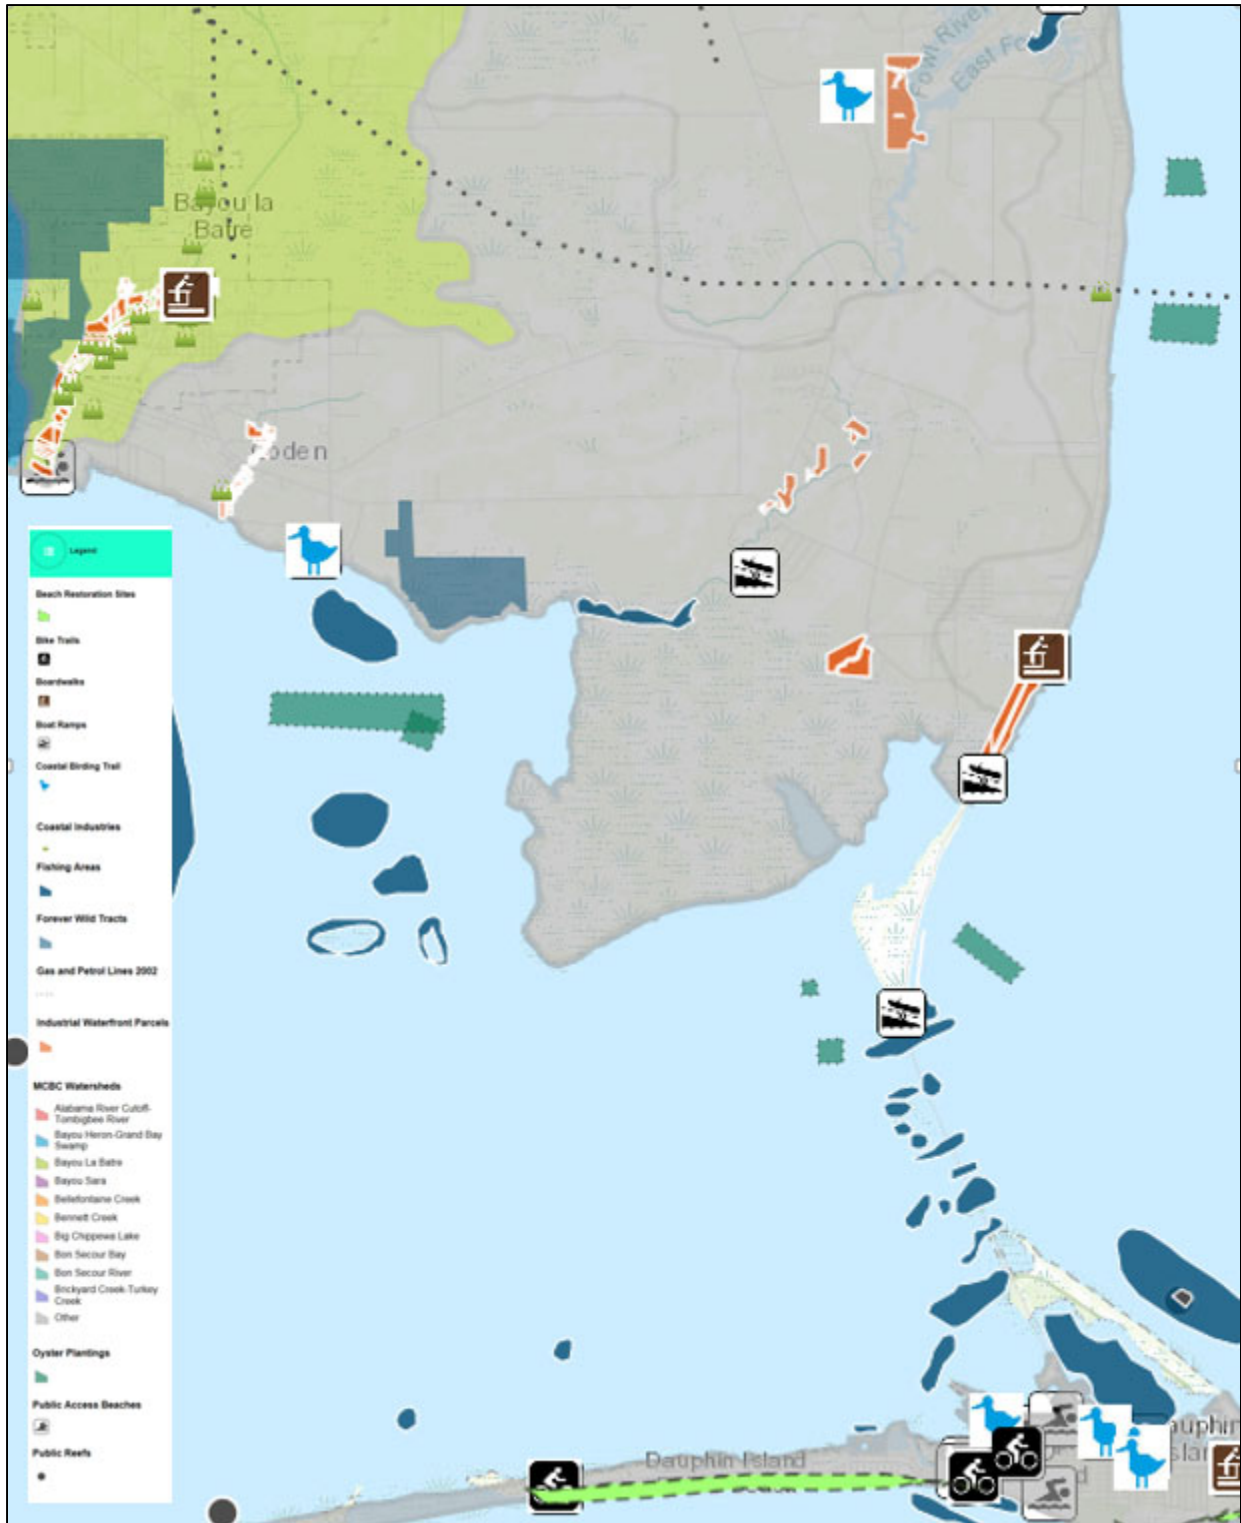 Fowl River
East Fo
Bayou la
Batre
Coden
Legend
Beach Restoration Sites
Bike Trails
Boardwalks
Boat Ramps
Coastal Birding Trail
Coastal Industries
Fishing Areas
Forever Wild Tracts
Gas and Petrol Lines 2002
Industrial Waterfront Parcels
MCBC Watersheds
Alabama River Cutoff-
Tombigbee River
Bayou Heron-Grand Bay
Swamp
Bayou La Batre
Bayou Sara
Bellefontaine Creek
Bennett Creek
Big Chippewa Lake
Bon Secour Bay
Bon Secour River
Brickyard Creek-Turkey
Creek
Other
Oyster Plantings
Public Access Beaches
Public Reefs
Dauphin Island
auphin
slan
d